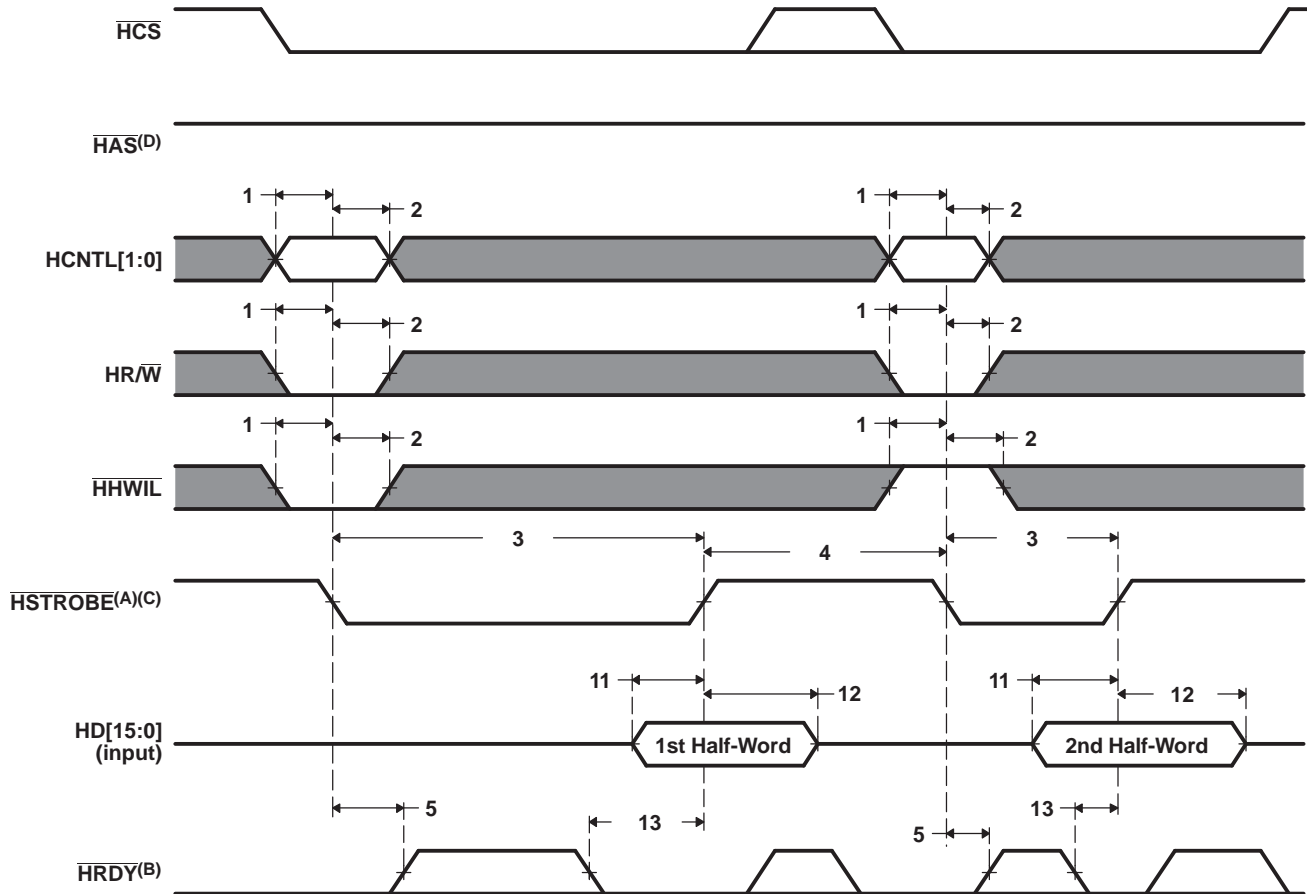 HCS
HAS(D)
1 2 1 2
HCNTL[1:0]
1 2 1 2
HR/W
1 2 1 2
HHWIL
3 4 3
HSTROBE(A)(C)
11 12 11 12
HD[15:0]
(input)
1st Half-Word 2nd Half-Word
5 13 5 13
HRDY(B)